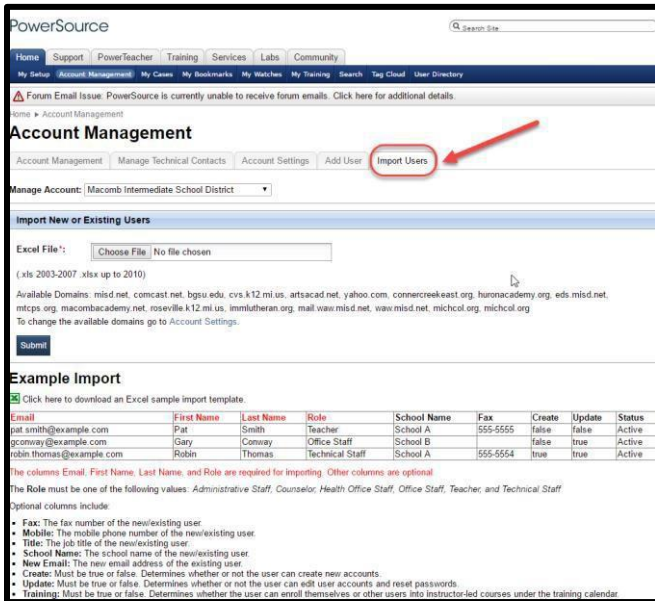 PowerSource
Search Site
Home Support PowerTeacher Training Services Labs Community
My Setup Account Management My Cases My Bookmarks My Watches My Training Search Tag Cloud User Directory
Forum Email Issue: PowerSource is currently unable to receive forum emails. Click here for additional details.
Home ▸ Account Management
Account Management
Account Management Manage Technical Contacts Account Settings Add User Import Users
Manage Account: Macomb Intermediate School District
Import New or Existing Users
Excel File*: Choose File No file chosen
(.xls 2003-2007 .xlsx up to 2010)
Available Domains: misd.net, comcast.net, bgsu.edu, cvs.k12.mi.us, artsacad.net, yahoo.com, connercreekeast.org, huronacademy.org, eds.misd.net,
mtcps.org, macombacademy.net, roseville.k12.mi.us, immlutheran.org, mail.waw.misd.net, waw.misd.net, michcol.org, michcol.org
To change the available domains go to Account Settings.
Submit
Example Import
Click here to download an Excel sample import template.
Email First Name Last Name Role School Name Fax Create Update Status
pat.smith@example.com Pat Smith Teacher School A 555-5555 false false Active
gconway@example.com Gary Conway Office Staff School B false true Active
robin.thomas@example.com Robin Thomas Technical Staff School A 555-5554 true true Active
The columns Email, First Name, Last Name, and Role are required for importing. Other columns are optional
The Role must be one of the following values: Administrative Staff, Counselor, Health Office Staff, Office Staff, Teacher, and Technical Staff
Optional columns include:
• Fax: The fax number of the new/existing user.
• Mobile: The mobile phone number of the new/existing user.
• Title: The job title of the new/existing user.
• School Name: The school name of the new/existing user.
• New Email: The new email address of the existing user.
• Create: Must be true or false. Determines whether or not the user can create new accounts.
• Update: Must be true or false. Determines whether or not the user can edit user accounts and reset passwords.
• Training: Must be true or false. Determines whether the user can enroll themselves or other users into instructor-led courses under the training calendar.